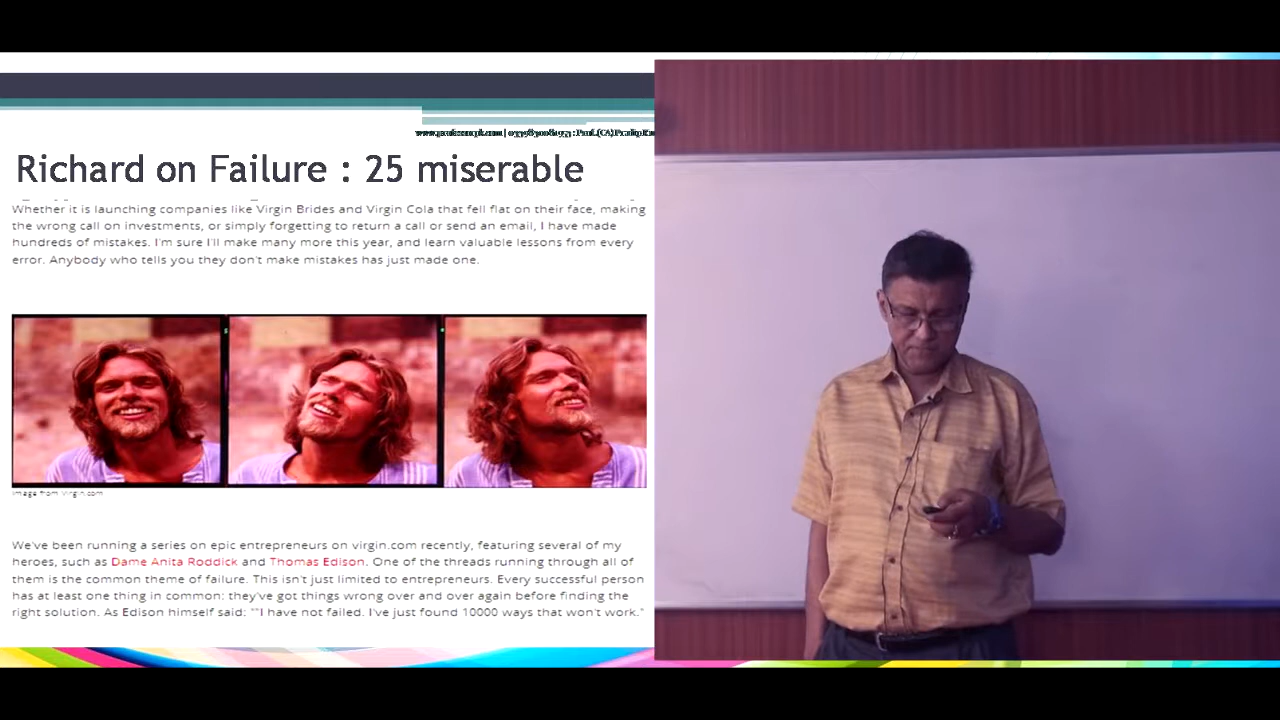 Richard on Failure : 25 miserable
Whether it is launching companies like Virgin Brides and Virgin Cola that fell flat on their face, making
the wrong call on investments, or simply forgetting to return a call or send an email, I have made
hundreds of mistakes. I'm sure I'll make many more this year, and learn valuable lessons from every
error. Anybody who tells you they don't make mistakes has just made one.
Image from Virgin.com
We've been running a series on epic entrepreneurs on virgin.com recently, featuring several of my
heroes, such as Dame Anita Roddick and Thomas Edison. One of the threads running through all of
them is the common theme of failure. This isn't just limited to entrepreneurs. Every successful person
has at least one thing in common: they've got things wrong over and over again before finding the
right solution. As Edison himself said: ""I have not failed. I've just found 10000 ways that won't work."